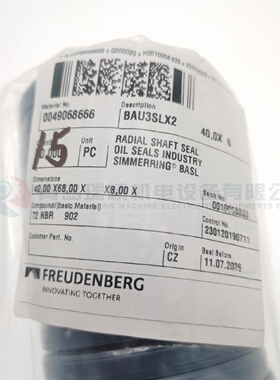 Material No.
0049068666
Description
BAU3SLX2
40,0X 6
15
Unit
PC
RADIAL SHAFT SEAL
OIL SEALS INDUSTRY
SIMMERRING® BASL
Dimensions
40,00 X68,00 X X8,00 X
Compound/(basic Material)
72 NBR 902
Batch No.
Control No.
230120190711
Customer Part No.
Origin
CZ
Best Before
11.07.2026
FREUDENBERG
INNOVATING TOGETHER